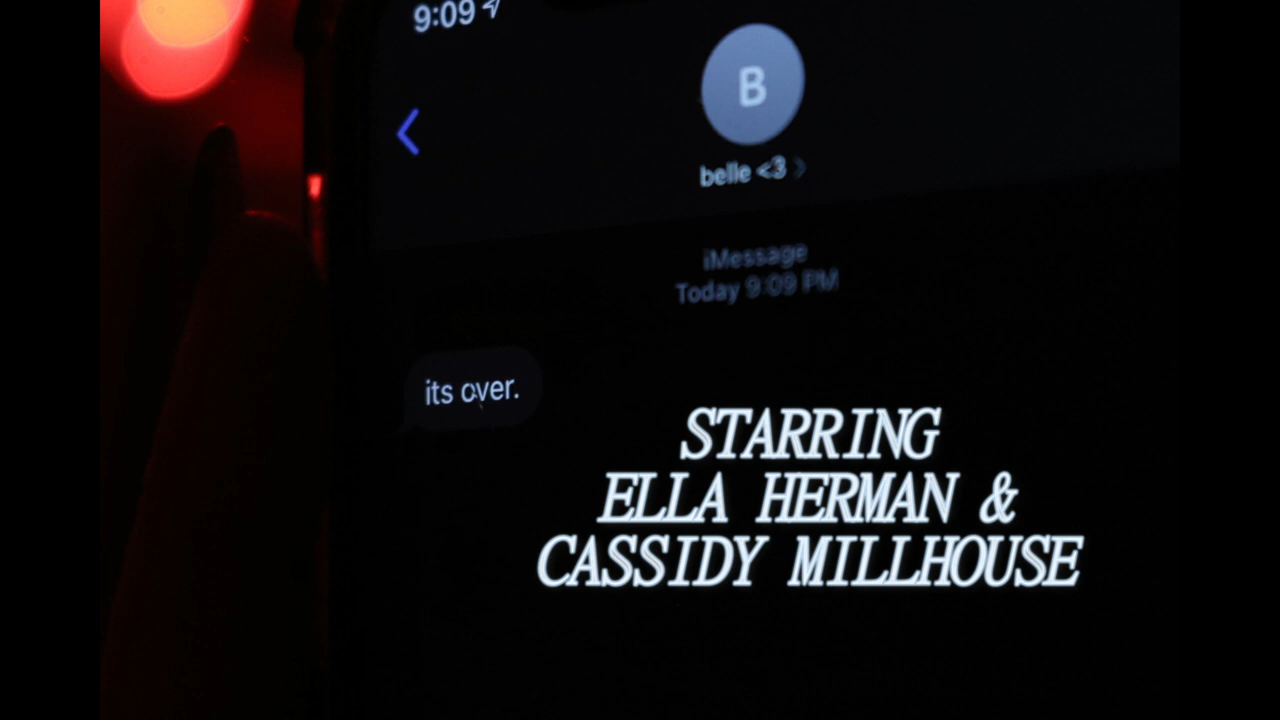 9:09
B
belle <3 >
iMessage
Today 9:09 PM
its over.
STARRING
ELLA HERMAN &
CASSIDY MILLHOUSE